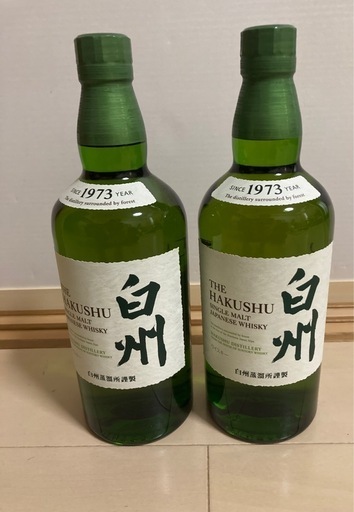 SINCE 1973 YEAR
The distillery surrounded by forest
THE
HAKUSHU
SINGLE MALT
JAPANESE WHISKY
白州
白州蒸溜所謹製
SINCE 1973 YEAR
The distillery surrounded by forest
THE
HAKUSHU
SINGLE MALT
JAPANESE WHISKY
DISTILLERY
白州
白州蒸溜所謹製